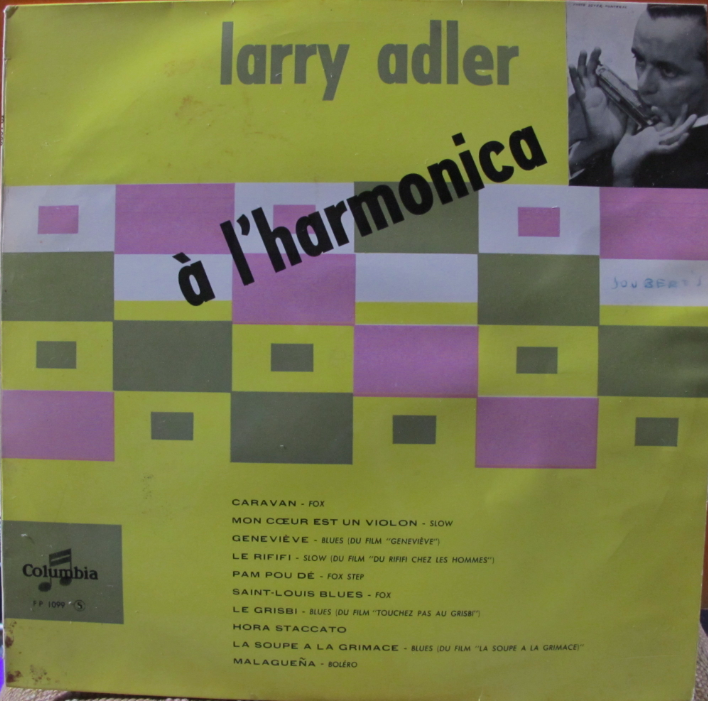 larry adler
à l'harmonica
CARAVAN - FOX
MON CŒUR EST UN VIOLON - SLOW
GENEVIÈVE - BLUES (DU FILM "GENEVIÈVE")
LE RIFIFI - SLOW (DU FILM "DU RIFIFI CHEZ LES HOMMES")
PAM POU DÉ - FOX STEP
SAINT-LOUIS BLUES - FOX
LE GRISBI - BLUES (DU FILM "TOUCHEZ PAS AU GRISBI")
HORA STACCATO
LA SOUPE A LA GRIMACE - BLUES (DU FILM "LA SOUPE A LA GRIMACE)"
MALAGUEÑA - BOLÉRO
Columbia
FP 1099 S